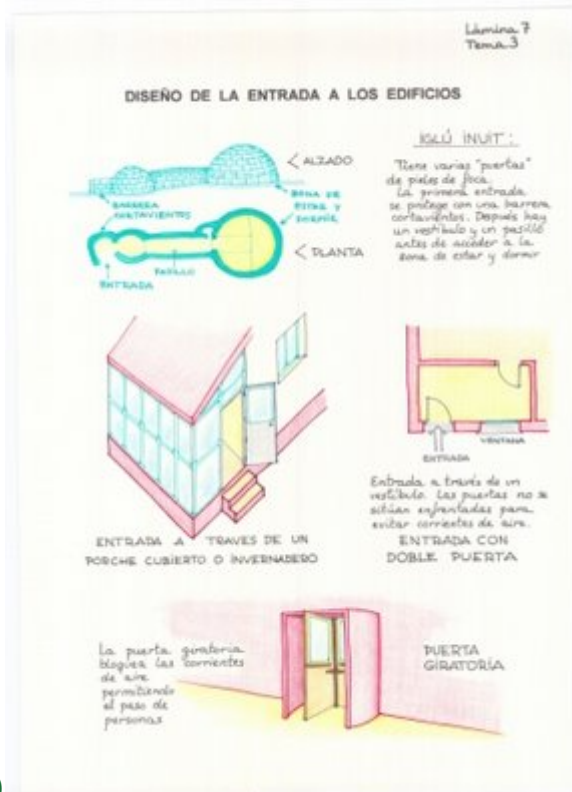 Lámina 7
Tema 3
DISEÑO DE LA ENTRADA A LOS EDIFICIOS
IGLÚ INUIT:
Tiene varias "puertas"
de pieles de foca.
La primera entrada
se protege con una barrera
cortavientos. Después hay
un vestíbulo y un pasillo
antes de acceder a la
zona de estar y dormir
ALZADO
BARRERA
CORTAVIENTOS
ZONA DE
ESTAR Y
DORMIR
PLANTA
PASILLO
ENTRADA
ENTRADA A TRAVES DE UN
PORCHE CUBIERTO O INVERNADERO
VENTANA
ENTRADA
Entrada a través de un
vestíbulo. Las puertas no se
sitúan enfrentadas para
evitar corrientes de aire.
ENTRADA CON
DOBLE PUERTA
La puerta giratoria
bloquea las corrientes
de aire
permitiendo
el paso de
personas
PUERTA
GIRATORÍA